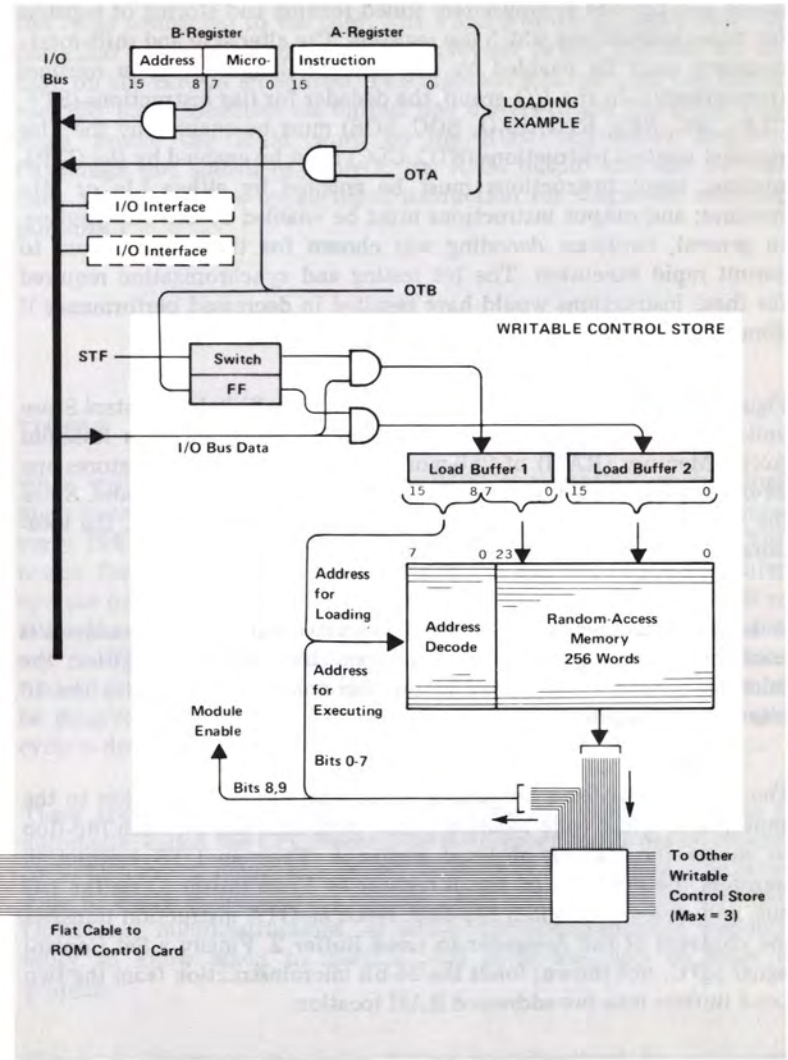 B-Register
A-Register
I/O
Bus
Address
Micro-
Instruction
15 8 7 0 15 0
LOADING
EXAMPLE
OTA
I/O Interface
I/O Interface
OTB
WRITABLE CONTROL STORE
STF
Switch
FF
I/O Bus Data
Load Buffer 1
Load Buffer 2
15 8 7 0 15 0
7 0 23 0
Address
for
Loading
Address
Decode
Random-Access
Memory
256 Words
Address
for
Executing
Module
Enable
Bits 0-7
Bits 8,9
To Other
Writable
Control Store
(Max = 3)
Flat Cable to
ROM Control Card